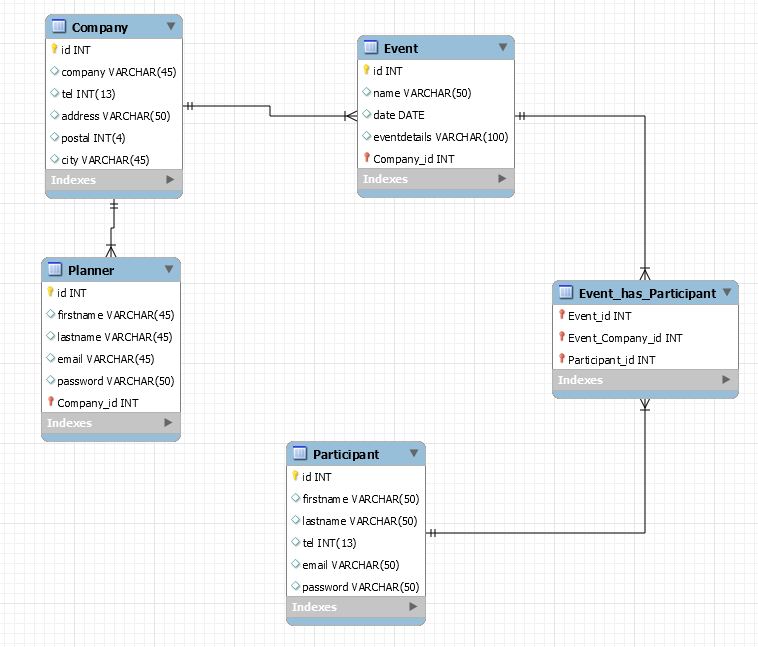 Company
id INT
company VARCHAR(45)
tel INT(13)
address VARCHAR(50)
postal INT(4)
city VARCHAR(45)
Indexes
Event
id INT
name VARCHAR(50)
date DATE
eventdetails VARCHAR(100)
Company_id INT
Indexes
Planner
id INT
firstname VARCHAR(45)
lastname VARCHAR(45)
email VARCHAR(45)
password VARCHAR(50)
Company_id INT
Indexes
Event_has_Participant
Event_id INT
Event_Company_id INT
Participant_id INT
Indexes
Participant
id INT
firstname VARCHAR(50)
lastname VARCHAR(50)
tel INT(13)
email VARCHAR(50)
password VARCHAR(50)
Indexes